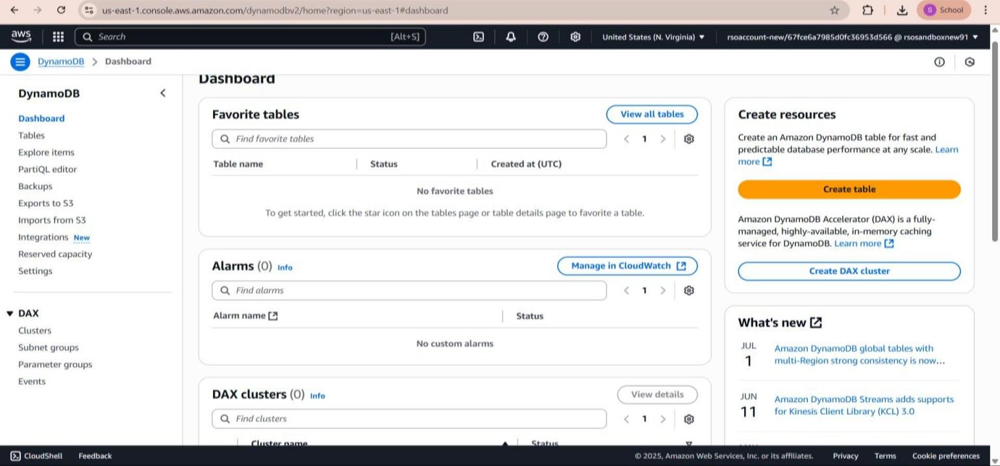 us-east-1.console.aws.amazon.com/dynamodbv2/home?region=us-east-1#dashboard
S School
aws
Search [Alt+S]
United States (N. Virginia)
rsoaccount-new/67fce6a7985d0fc36953d566 @ rsosandboxnew91
DynamoDB > Dashboard
DynamoDB
Dashboard
Tables
Explore items
PartiQL editor
Backups
Exports to S3
Imports from S3
Integrations New
Reserved capacity
Settings
DAX
Clusters
Subnet groups
Parameter groups
Events
Dashboard
Favorite tables
View all tables
Find favorite tables
1
Table name Status Created at (UTC)
No favorite tables
To get started, click the star icon on the tables page or table details page to favorite a table.
Alarms (0) Info
Manage in CloudWatch
Find alarms
1
Alarm name Status
No custom alarms
DAX clusters (0) Info
View details
Find clusters
1
Cluster name Status
Create resources
Create an Amazon DynamoDB table for fast and
predictable database performance at any scale. Learn
more
Create table
Amazon DynamoDB Accelerator (DAX) is a fully-
managed, highly-available, in-memory caching
service for DynamoDB. Learn more
Create DAX cluster
What's new
JUL
1
Amazon DynamoDB global tables with
multi-Region strong consistency is now...
JUN
11
Amazon DynamoDB Streams adds supports
for Kinesis Client Library (KCL) 3.0
CloudShell Feedback
© 2025, Amazon Web Services, Inc. or its affiliates. Privacy Terms Cookie preferences